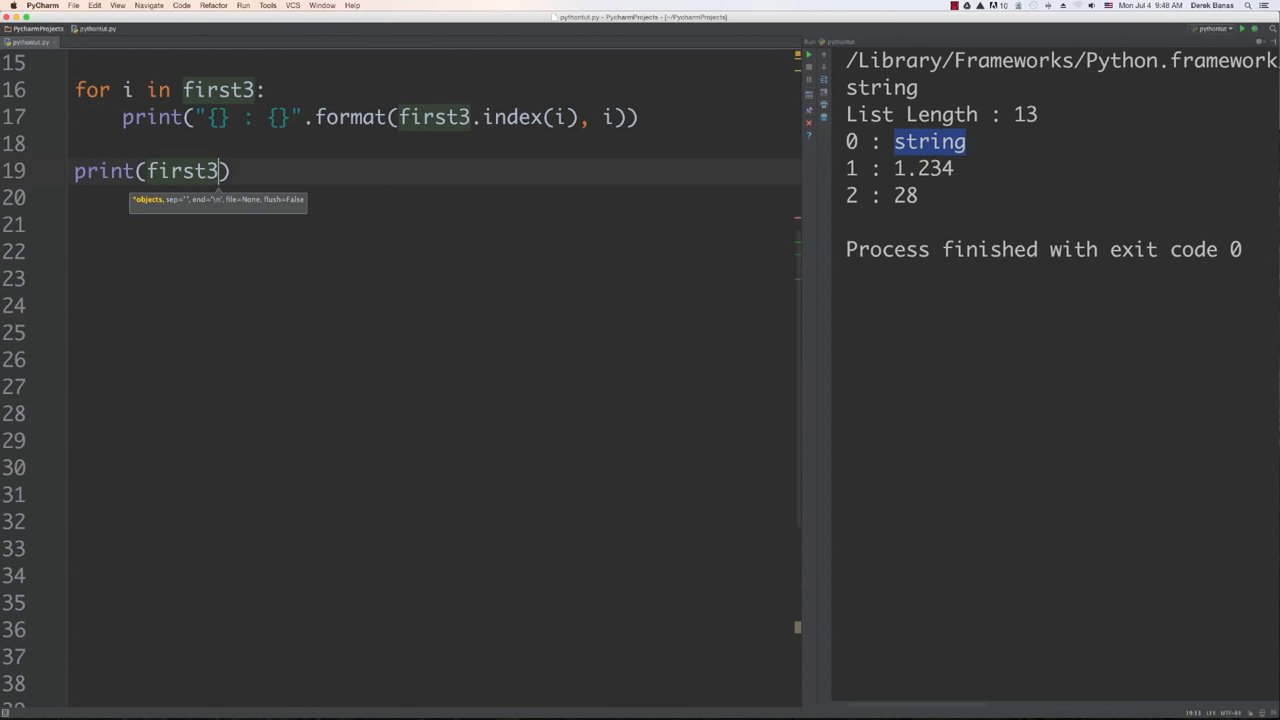 PyCharm File Edit View Navigate Code Refactor Run Tools VCS Window Help 10 Mon Jul 4 9:48 AM Derek Banas
pythontut.py - PycharmProjects - [~/PycharmProjects]
PycharmProjects pythontut.py pythontut
pythontut.py Run pythontut
15
16 for i in first3:
17 print("{} : {}".format(first3.index(i), i))
18
19 print(first3)
*objects, sep=' ', end='\n', file=None, flush=False
20
21
22
23
24
25
26
27
28
29
30
31
32
33
34
35
36
37
38
/Library/Frameworks/Python.framework
string
List Length : 13
0 : string
1 : 1.234
2 : 28
Process finished with exit code 0
19:13 LF÷ UTF-8÷